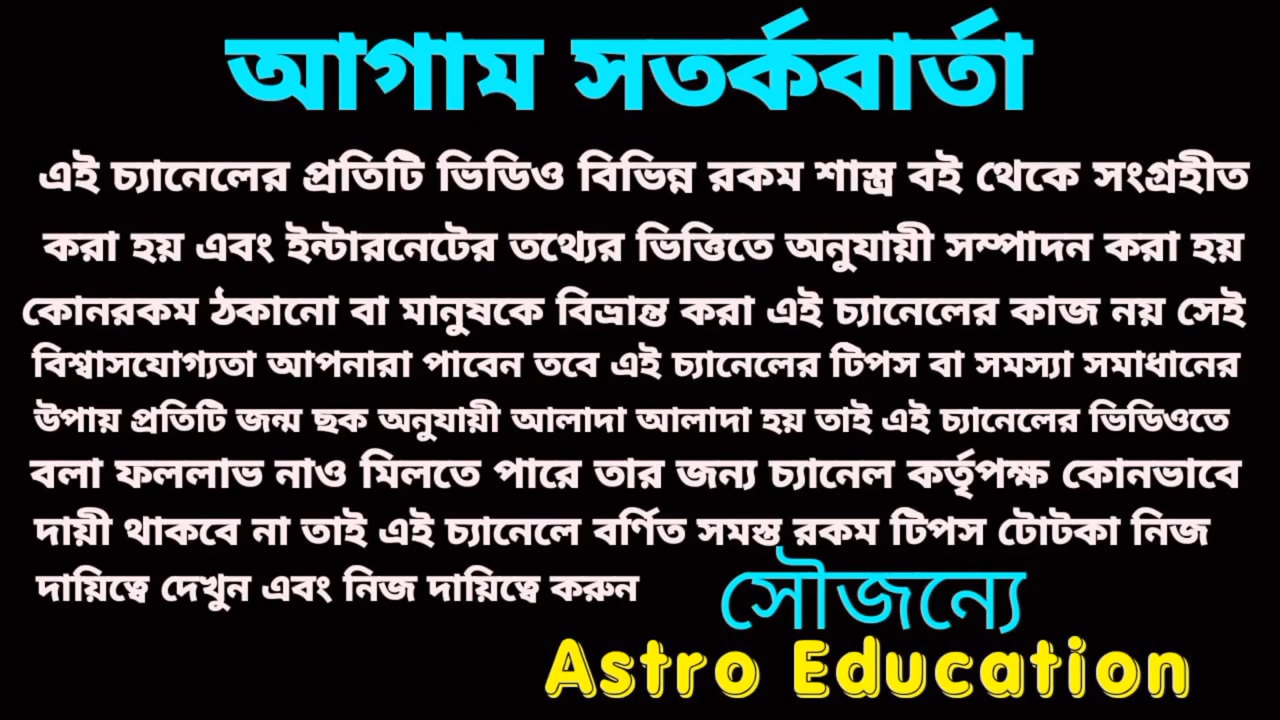 আগাম সতর্কবার্তা
এই চ্যানেলের প্রতিটি ভিডিও বিভিন্ন রকম শাস্ত্র বই থেকে সংগ্রহীত
করা হয় এবং ইন্টারনেটের তথ্যের ভিত্তিতে অনুযায়ী সম্পাদন করা হয়
কোনরকম ঠকানো বা মানুষকে বিভ্রান্ত করা এই চ্যানেলের কাজ নয় সেই
বিশ্বাসযোগ্যতা আপনারা পাবেন তবে এই চ্যানেলের টিপস বা সমস্যা সমাধানের
উপায় প্রতিটি জন্ম ছক অনুযায়ী আলাদা আলাদা হয় তাই এই চ্যানেলের ভিডিওতে
বলা ফললাভ নাও মিলতে পারে তার জন্য চ্যানেল কর্তৃপক্ষ কোনভাবে
দায়ী থাকবে না তাই এই চ্যানেলে বর্ণিত সমস্ত রকম টিপস টোটকা নিজ
দায়িত্বে দেখুন এবং নিজ দায়িত্বে করুন
সৌজন্যে
Astro Education